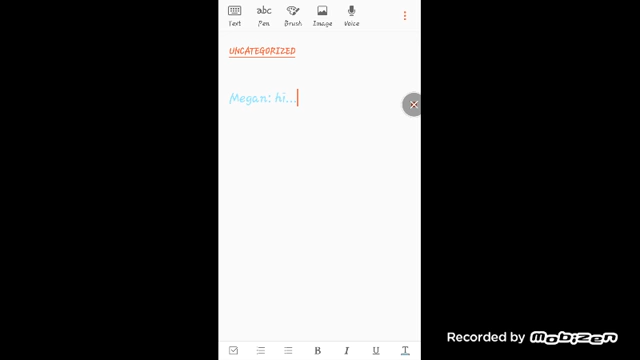 Text abc Pen Brush Image Voice
UNCATEGORIZED
Megan: hi...
Recorded by Mobizen
B I U T